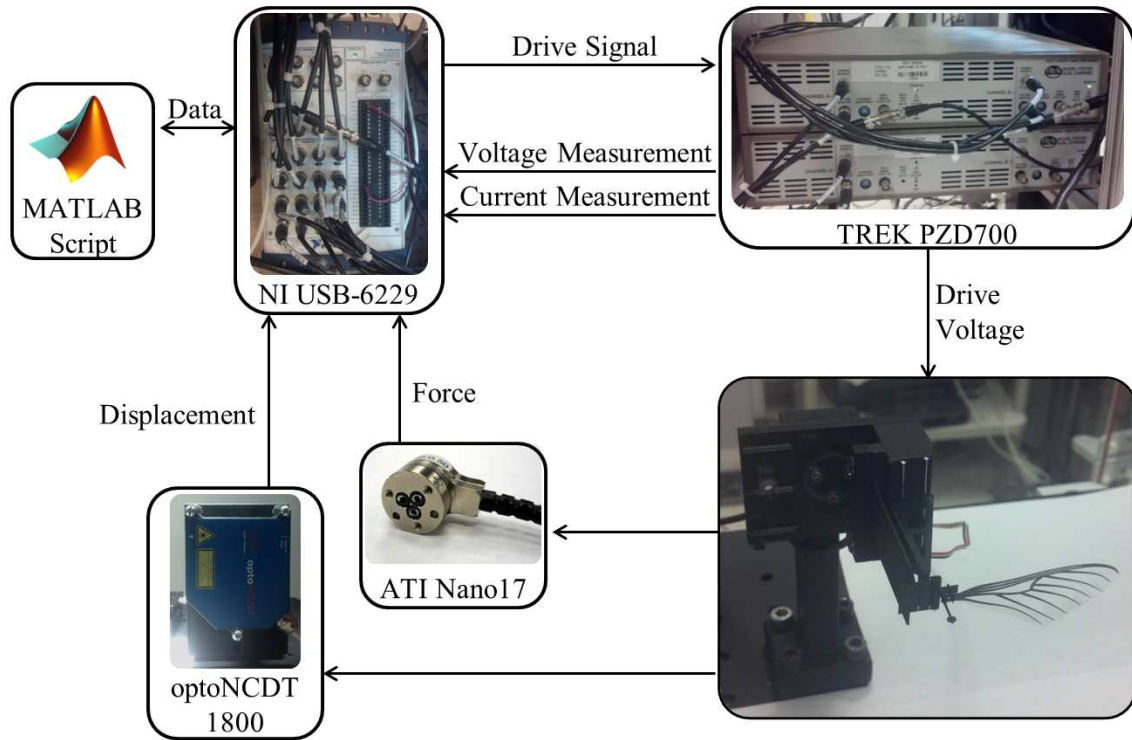 Drive Signal
Data
Voltage Measurement
Current Measurement
MATLAB
Script
TREK PZD700
NI USB-6229
Drive
Voltage
Force
Displacement
ATI Nano17
optoNCDT
optoNCDT
1800